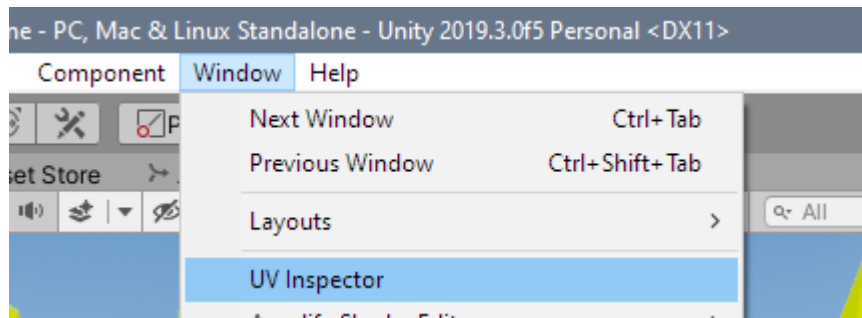 ne - PC, Mac & Linux Standalone - Unity 2019.3.0f5 Personal <DX11>
Component Window Help
P
Next Window Ctrl+Tab
set Store
Previous Window Ctrl+Shift+Tab
Layouts
All
UV Inspector